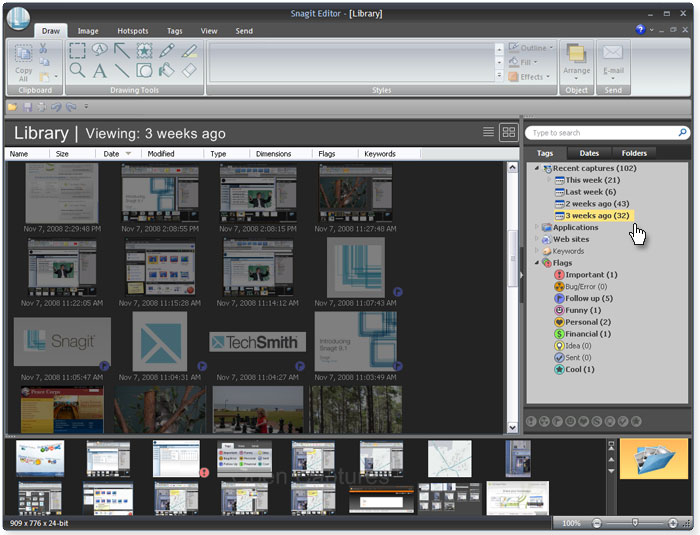 Snagit Editor - [Library]
Draw Image Hotspots Tags View Send
Copy All
Outline
Fill
Effects
Arrange
E-mail
Clipboard Drawing Tools Styles Object Send
Library | Viewing: 3 weeks ago
Type to search
Name Size Date Modified Type Dimensions Flags Keywords
Tags Dates Folders
Recent captures (102)
This week (21)
Last week (6)
2 weeks ago (43)
3 weeks ago (32)
Applications
Web sites
Keywords
Flags
Important (1)
Bug/Error (0)
Follow up (5)
Funny (1)
Personal (2)
Financial (1)
Idea (0)
Sent (0)
Cool (1)
Nov 7, 2008 2:29:48 PM
Nov 7, 2008 2:08:15 PM
Nov 7, 2008 11:27:48 AM
Nov 7, 2008 11:22:05 AM
Nov 7, 2008 11:15:28 AM
Nov 7, 2008 11:14:12 AM
Nov 7, 2008 11:07:43 AM
Snagit
TechSmith
Introducing
Snagit 9.1
Nov 7, 2008 11:05:47 AM
Nov 7, 2008 11:04:31 AM
Nov 7, 2008 11:04:27 AM
Nov 7, 2008 11:03:49 AM
Peace Corps
Open Captures
909 x 776 x 24-bit
100%